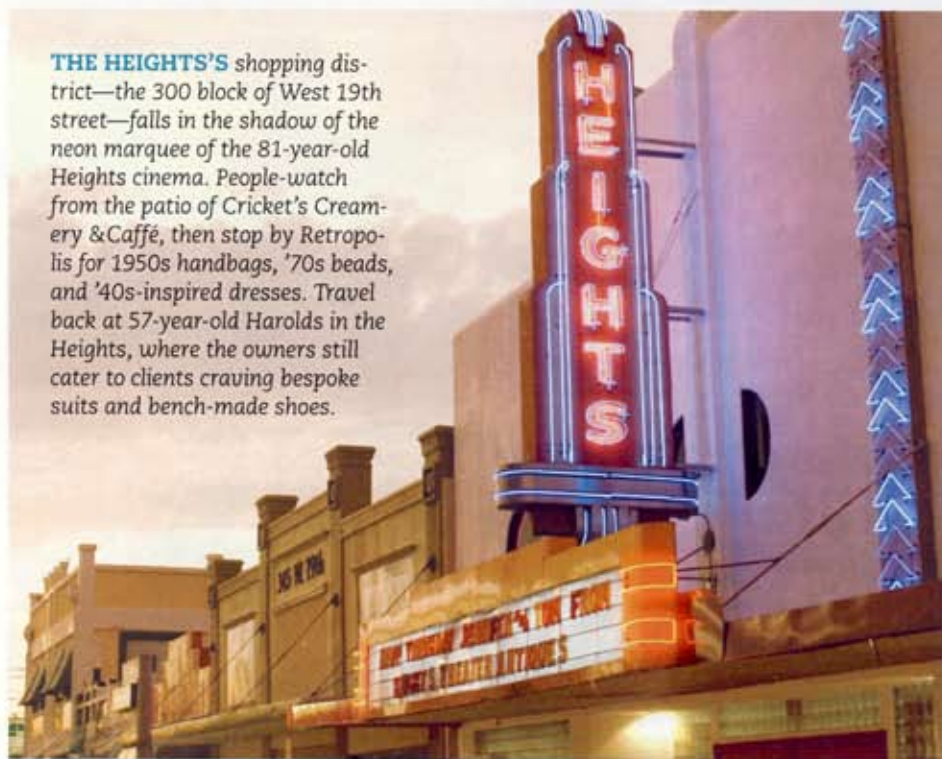 THE HEIGHTS'S shopping dis-
trict—the 300 block of West 19th
street—falls in the shadow of the
neon marquee of the 81-year-old
Heights cinema. People-watch
from the patio of Cricket's Cream-
ery &Caffé, then stop by Retropo-
lis for 1950s handbags, '70s beads,
and '40s-inspired dresses. Travel
back at 57-year-old Harolds in the
Heights, where the owners still
cater to clients craving bespoke
suits and bench-made shoes.
HEIGHTS
THEATER ANTIQUES